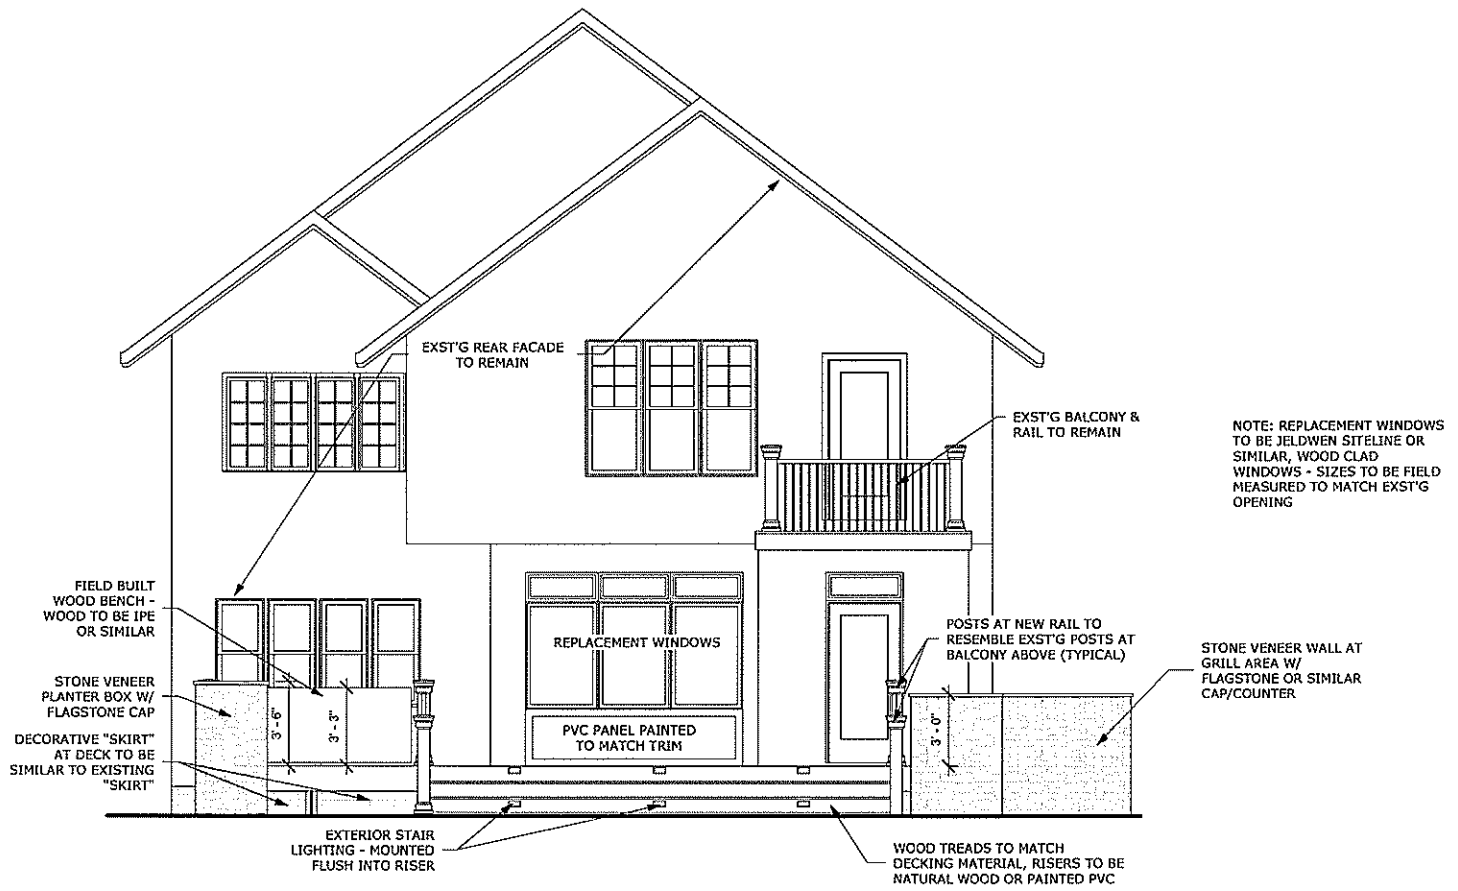 EXST'G REAR FACADE
TO REMAIN
EXST'G BALCONY &
RAIL TO REMAIN
NOTE: REPLACEMENT WINDOWS
TO BE JELDWEN SITELINE OR
SIMILAR, WOOD CLAD
WINDOWS - SIZES TO BE FIELD
MEASURED TO MATCH EXST'G
OPENING
FIELD BUILT
WOOD BENCH -
WOOD TO BE IPE
OR SIMILAR
STONE VENEER
PLANTER BOX W/
FLAGSTONE CAP
DECORATIVE "SKIRT"
AT DECK TO BE
SIMILAR TO EXISTING
"SKIRT"
3' - 6"
3' - 3"
REPLACEMENT WINDOWS
PVC PANEL PAINTED
TO MATCH TRIM
POSTS AT NEW RAIL TO
RESEMBLE EXST'G POSTS AT
BALCONY ABOVE (TYPICAL)
3' - 0"
STONE VENEER WALL AT
GRILL AREA W/
FLAGSTONE OR SIMILAR
CAP/COUNTER
EXTERIOR STAIR
LIGHTING - MOUNTED
FLUSH INTO RISER
WOOD TREADS TO MATCH
DECKING MATERIAL, RISERS TO BE
NATURAL WOOD OR PAINTED PVC